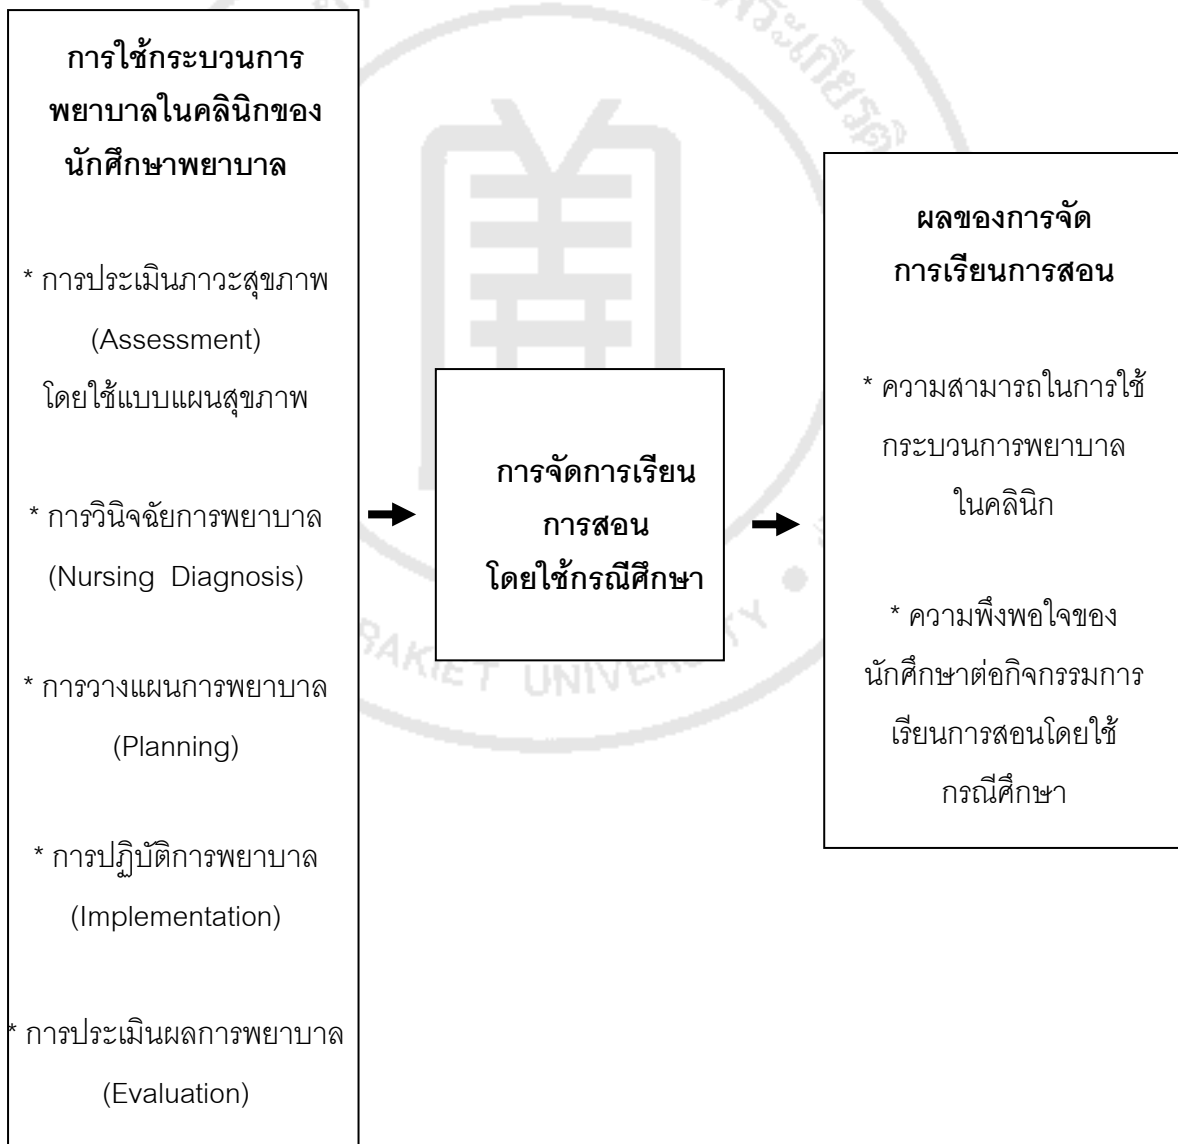 การใช้กระบวนการ
พยาบาลในคลินิกของ
นักศึกษาพยาบาล
* การประเมินภาวะสุขภาพ
(Assessment)
โดยใช้แบบแผนสุขภาพ
* การวินิจฉัยการพยาบาล
(Nursing Diagnosis)
* การวางแผนการพยาบาล
(Planning)
* การปฏิบัติการพยาบาล
(Implementation)
* การประเมินผลการพยาบาล
(Evaluation)
การจัดการเรียน
การสอน
โดยใช้กรณีศึกษา
ผลของการจัด
การเรียนการสอน
* ความสามารถในการใช้
กระบวนการพยาบาล
ในคลินิก
* ความพึงพอใจของ
นักศึกษาต่อกิจกรรมการ
เรียนการสอนโดยใช้
กรณีศึกษา